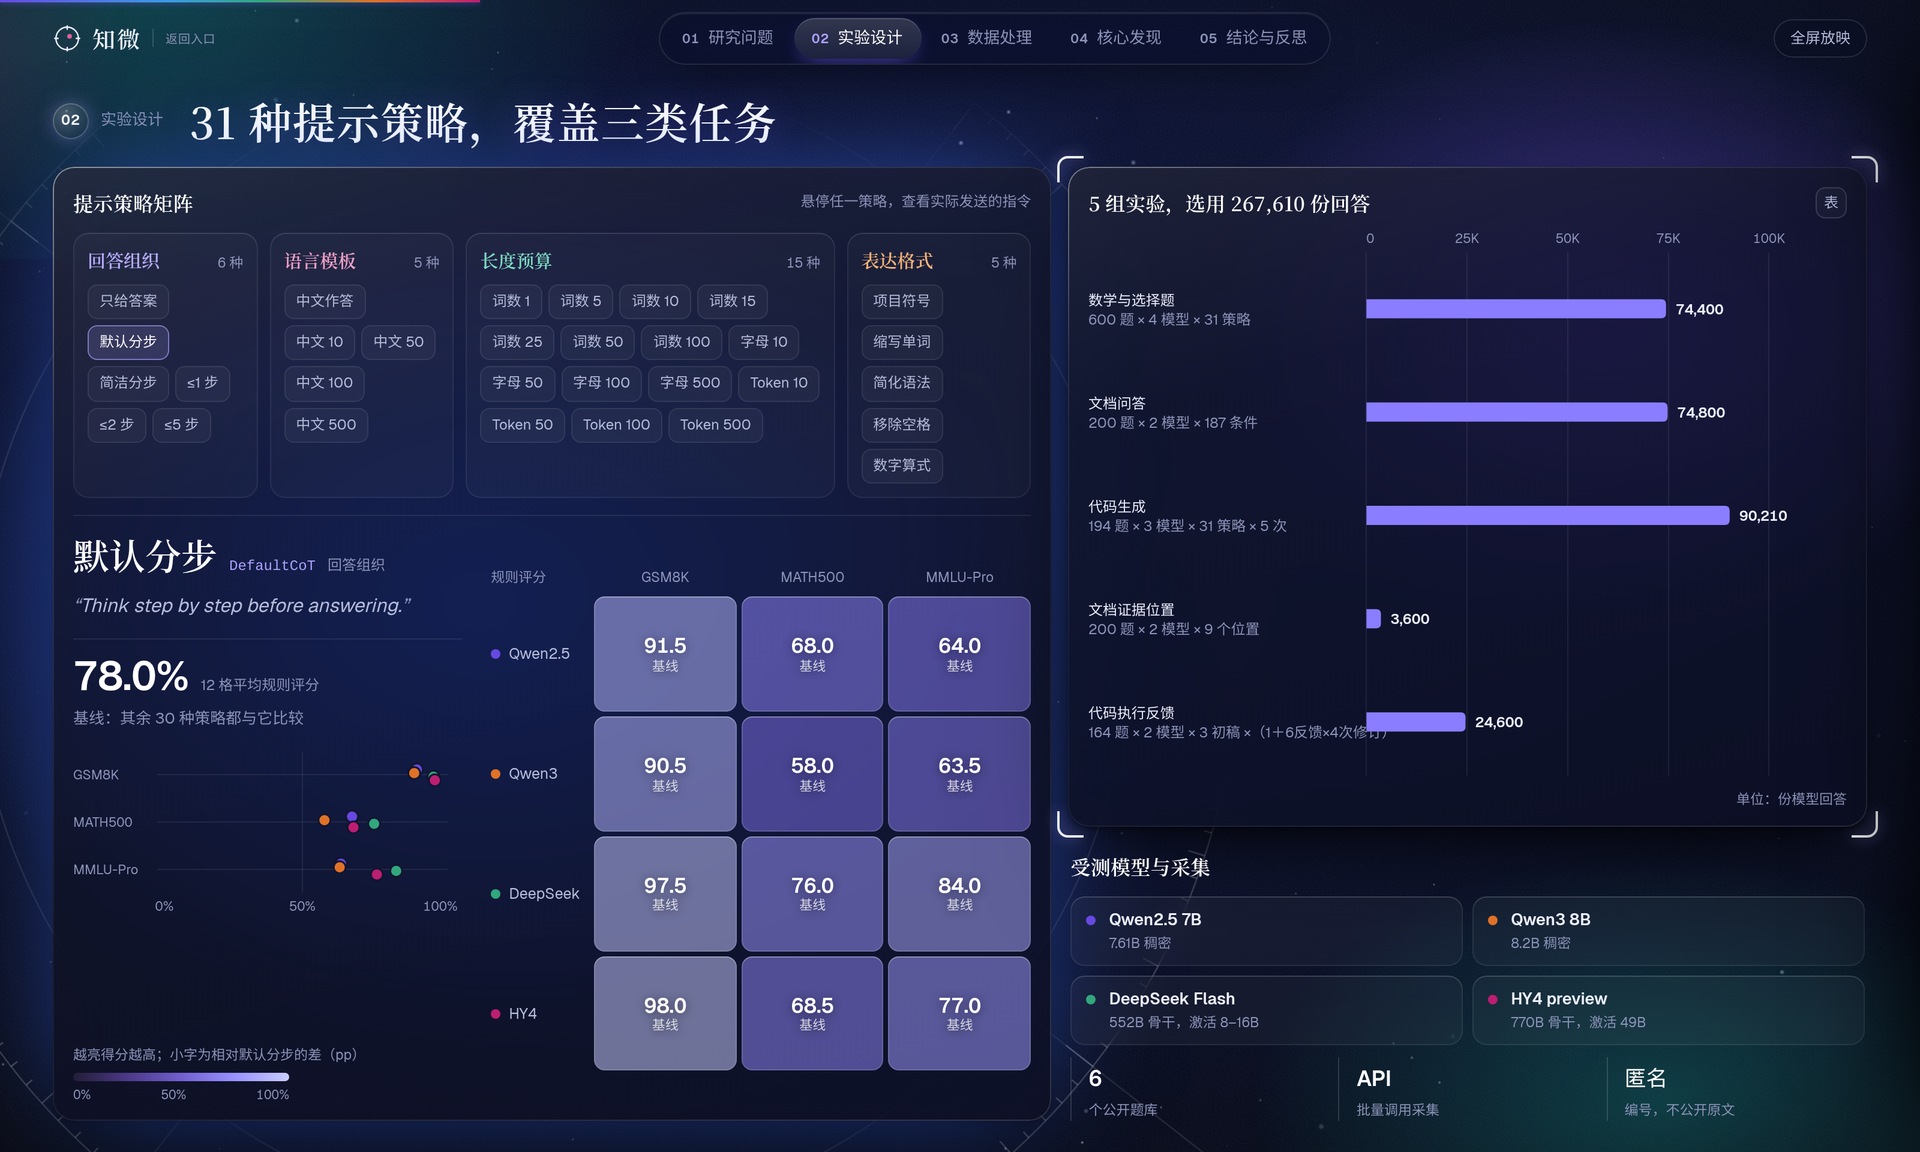 知微
返回入口
01 研究问题
02 实验设计
03 数据处理
04 核心发现
05 结论与反思
全屏放映
02 实验设计
31 种提示策略，覆盖三类任务
提示策略矩阵
悬停任一策略，查看实际发送的指令
回答组织 6 种
只给答案
默认分步
简洁分步 ≤1 步
≤2 步 ≤5 步
语言模板 5 种
中文作答
中文 10 中文 50
中文 100
中文 500
长度预算 15 种
词数 1 词数 5 词数 10 词数 15
词数 25 词数 50 词数 100 字母 10
字母 50 字母 100 字母 500 Token 10
Token 50 Token 100 Token 500
表达格式 5 种
项目符号
缩写单词
简化语法
移除空格
数字算式
默认分步 DefaultCoT 回答组织
“Think step by step before answering.”
78.0% 12 格平均规则评分
基线：其余 30 种策略都与它比较
GSM8K
MATH500
MMLU-Pro
0% 50% 100%
越亮得分越高；小字为相对默认分步的差（pp）
0% 50% 100%
规则评分 GSM8K MATH500 MMLU-Pro
Qwen2.5
91.5 68.0 64.0
基线 基线 基线
Qwen3
90.5 58.0 63.5
基线 基线 基线
DeepSeek
97.5 76.0 84.0
基线 基线 基线
HY4
98.0 68.5 77.0
基线 基线 基线
5 组实验，选用 267,610 份回答
表
0 25K 50K 75K 100K
数学与选择题
600 题 × 4 模型 × 31 策略
74,400
文档问答
200 题 × 2 模型 × 187 条件
74,800
代码生成
194 题 × 3 模型 × 31 策略 × 5 次
90,210
文档证据位置
200 题 × 2 模型 × 9 个位置
3,600
代码执行反馈
164 题 × 2 模型 × 3 初稿 ×（1＋6反馈×4次修订）
24,600
单位：份模型回答
受测模型与采集
Qwen2.5 7B
7.61B 稠密
Qwen3 8B
8.2B 稠密
DeepSeek Flash
552B 骨干，激活 8–16B
HY4 preview
770B 骨干，激活 49B
6
个公开题库
API
批量调用采集
匿名
编号，不公开原文